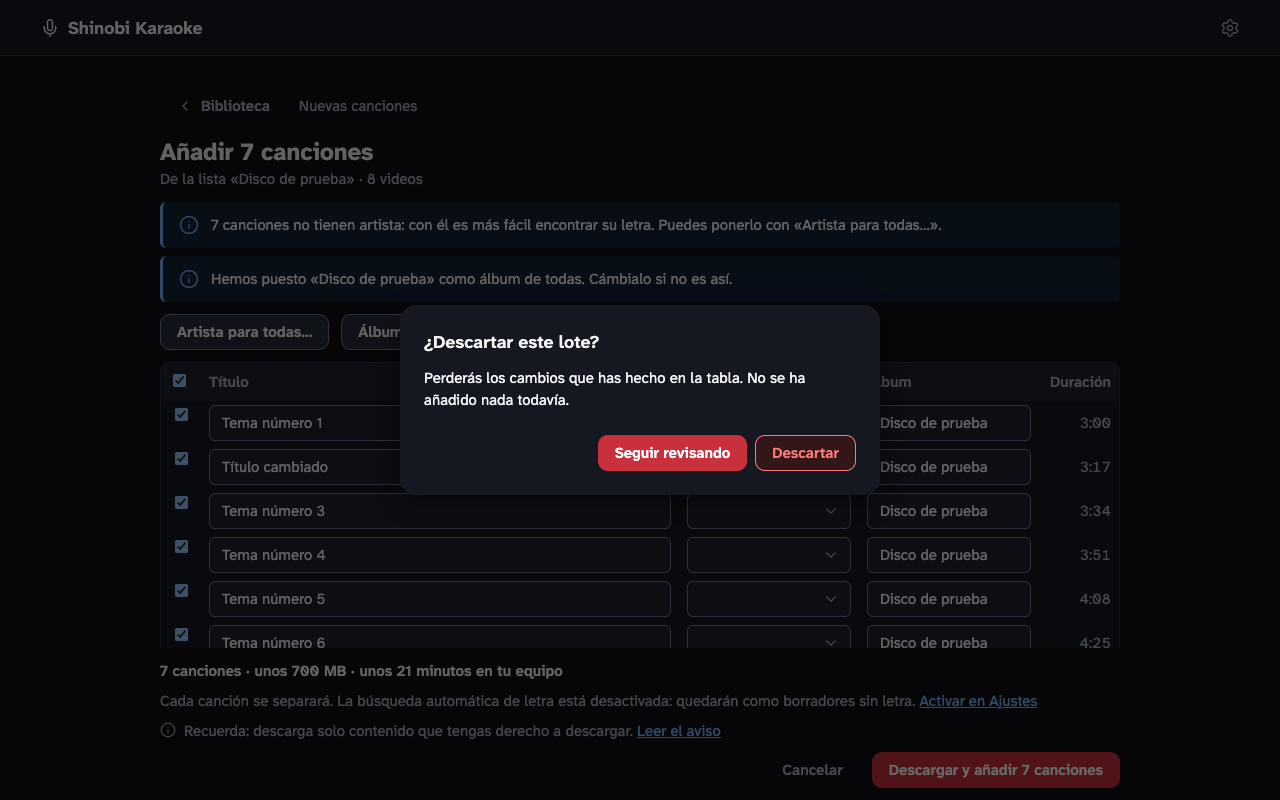 Shinobi Karaoke
Biblioteca
Nuevas canciones
Añadir 7 canciones
De la lista «Disco de prueba» · 8 videos
7 canciones no tienen artista: con él es más fácil encontrar su letra. Puedes ponerlo con «Artista para todas…».
Hemos puesto «Disco de prueba» como álbum de todas. Cámbialo si no es así.
Artista para todas…
¿Descartar este lote?
Perderás los cambios que has hecho en la tabla. No se ha
añadido nada todavía.
Seguir revisando
Descartar
Título
Duración
Tema número 1
Disco de prueba
3:00
Título cambiado
Disco de prueba
3:17
Tema número 3
Disco de prueba
3:34
Tema número 4
Disco de prueba
3:51
Tema número 5
Disco de prueba
4:08
Tema número 6
Disco de prueba
4:25
7 canciones · unos 700 MB · unos 21 minutos en tu equipo
Cada canción se separará. La búsqueda automática de letra está desactivada: quedarán como borradores sin letra. Activar en Ajustes
Recuerda: descarga solo contenido que tengas derecho a descargar. Leer el aviso
Cancelar
Descargar y añadir 7 canciones